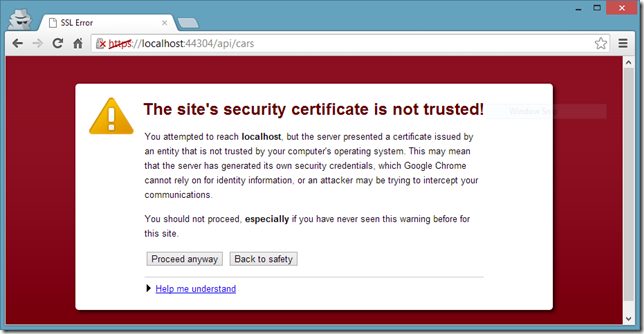 SSL Error
https://localhost:44304/api/cars
The site's security certificate is not trusted!
You attempted to reach localhost, but the server presented a certificate issued by
an entity that is not trusted by your computer's operating system. This may mean
that the server has generated its own security credentials, which Google Chrome
cannot rely on for identity information, or an attacker may be trying to intercept your
communications.
You should not proceed, especially if you have never seen this warning before for
this site.
Proceed anyway Back to safety
Help me understand